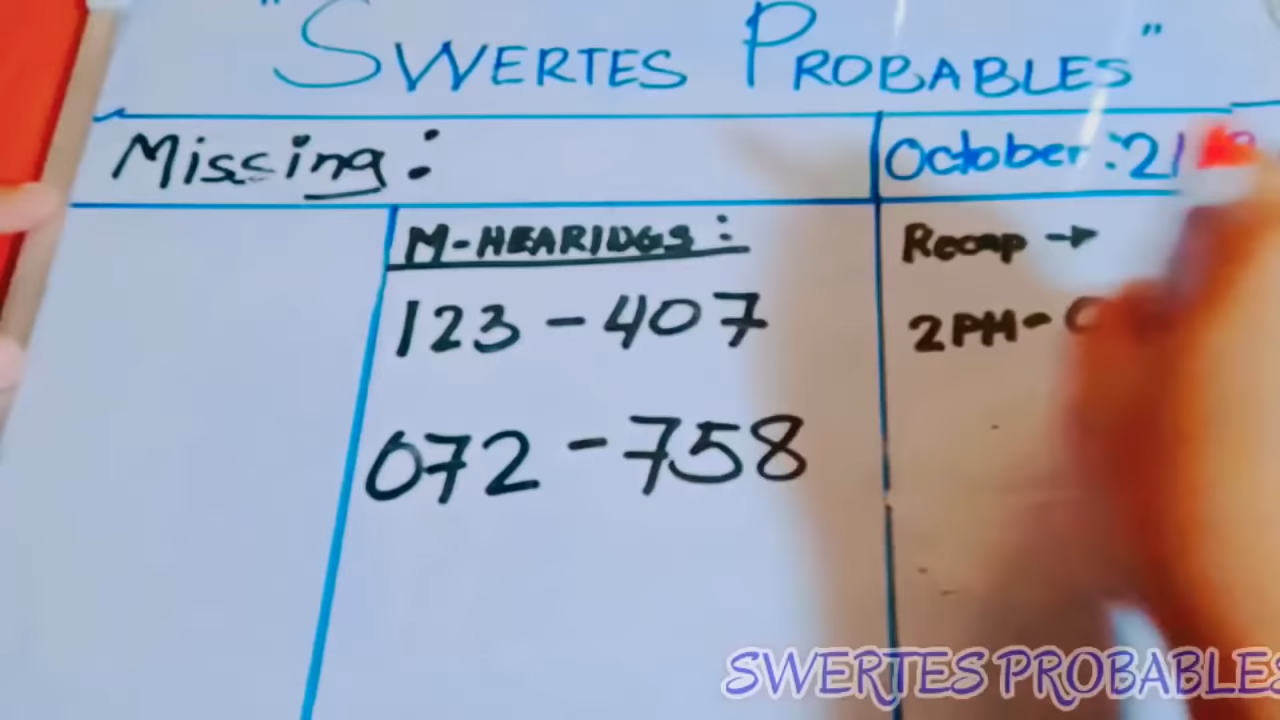 "SWERTES PROBABLES"
Missing:
October: 21
M-HEARINGS:
123 - 407
072 - 758
Recap →
2PM-
SWERTES PROBABLES